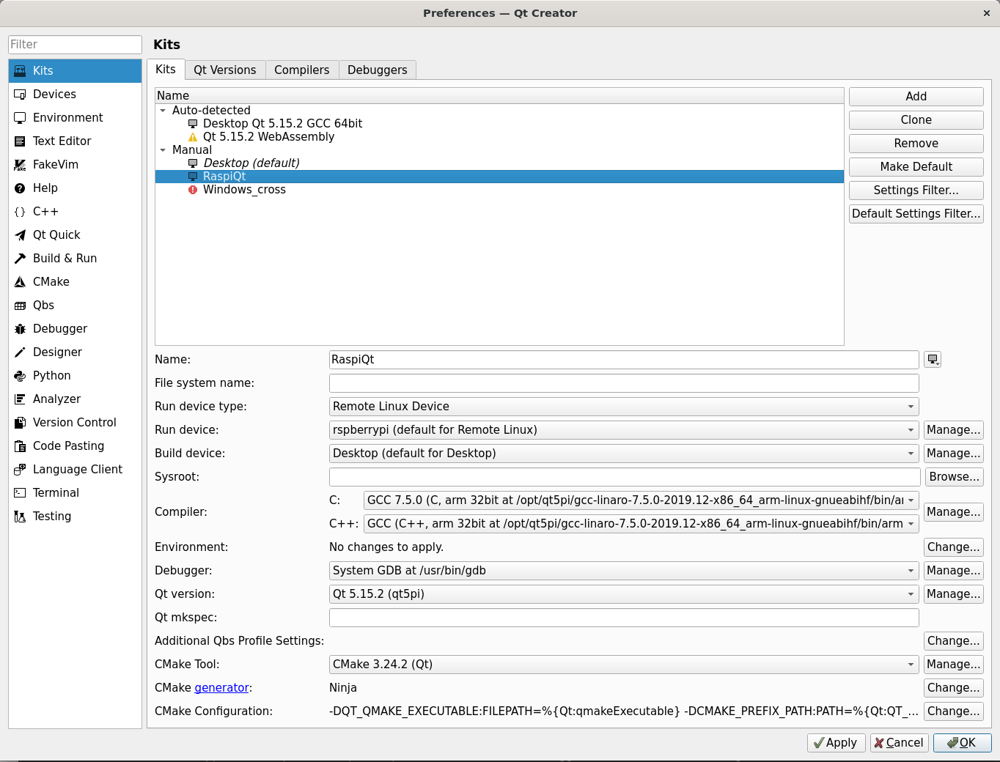 Preferences — Qt Creator
Filter
Kits
Kits
Devices
Environment
Text Editor
FakeVim
Help
C++
Qt Quick
Build & Run
CMake
Qbs
Debugger
Designer
Python
Analyzer
Version Control
Code Pasting
Language Client
Terminal
Testing
Kits Qt Versions Compilers Debuggers
Name
Auto-detected
Desktop Qt 5.15.2 GCC 64bit
Qt 5.15.2 WebAssembly
Manual
Desktop (default)
RaspiQt
Windows_cross
Add
Clone
Remove
Make Default
Settings Filter...
Default Settings Filter...
Name: RaspiQt
File system name:
Run device type: Remote Linux Device
Run device: rspberrypi (default for Remote Linux) Manage...
Build device: Desktop (default for Desktop) Manage...
Sysroot: Browse...
Compiler:
C: GCC 7.5.0 (C, arm 32bit at /opt/qt5pi/gcc-linaro-7.5.0-2019.12-x86_64_arm-linux-gnueabihf/bin/ar
Manage...
C++: GCC (C++, arm 32bit at /opt/qt5pi/gcc-linaro-7.5.0-2019.12-x86_64_arm-linux-gnueabihf/bin/arm
Environment: No changes to apply. Change...
Debugger: System GDB at /usr/bin/gdb Manage...
Qt version: Qt 5.15.2 (qt5pi) Manage...
Qt mkspec:
Additional Qbs Profile Settings: Change...
CMake Tool: CMake 3.24.2 (Qt) Manage...
CMake generator: Ninja Change...
CMake Configuration: -DQT_QMAKE_EXECUTABLE:FILEPATH=%{Qt:qmakeExecutable} -DCMAKE_PREFIX_PATH:PATH=%{Qt:QT_... Change...
Apply Cancel OK